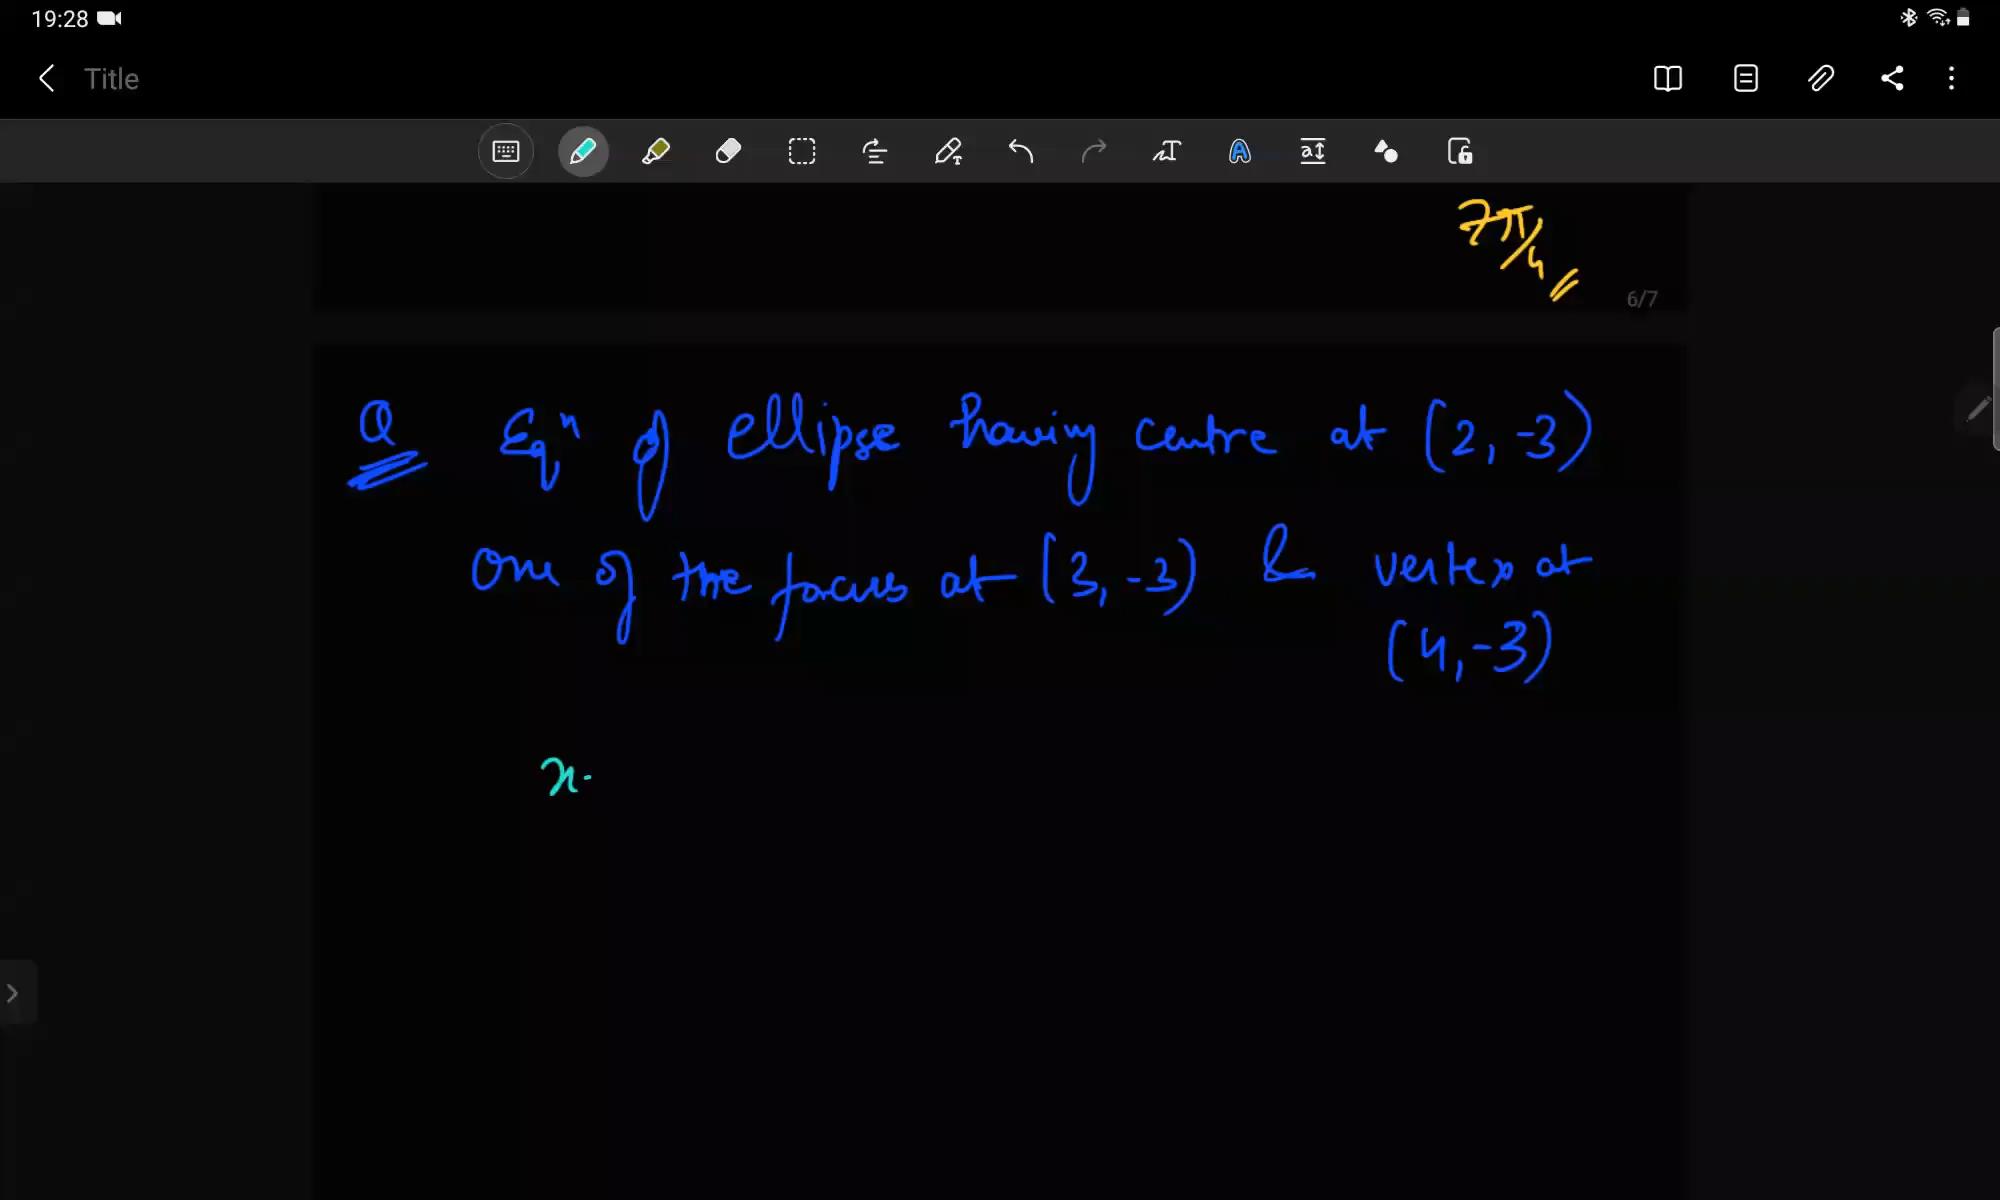 19:28
Title
7π/4
6/7
Q Eqⁿ of ellipse having centre at (2, -3)
one of the focus at (3, -3) & vertex at
(4, -3)
x-